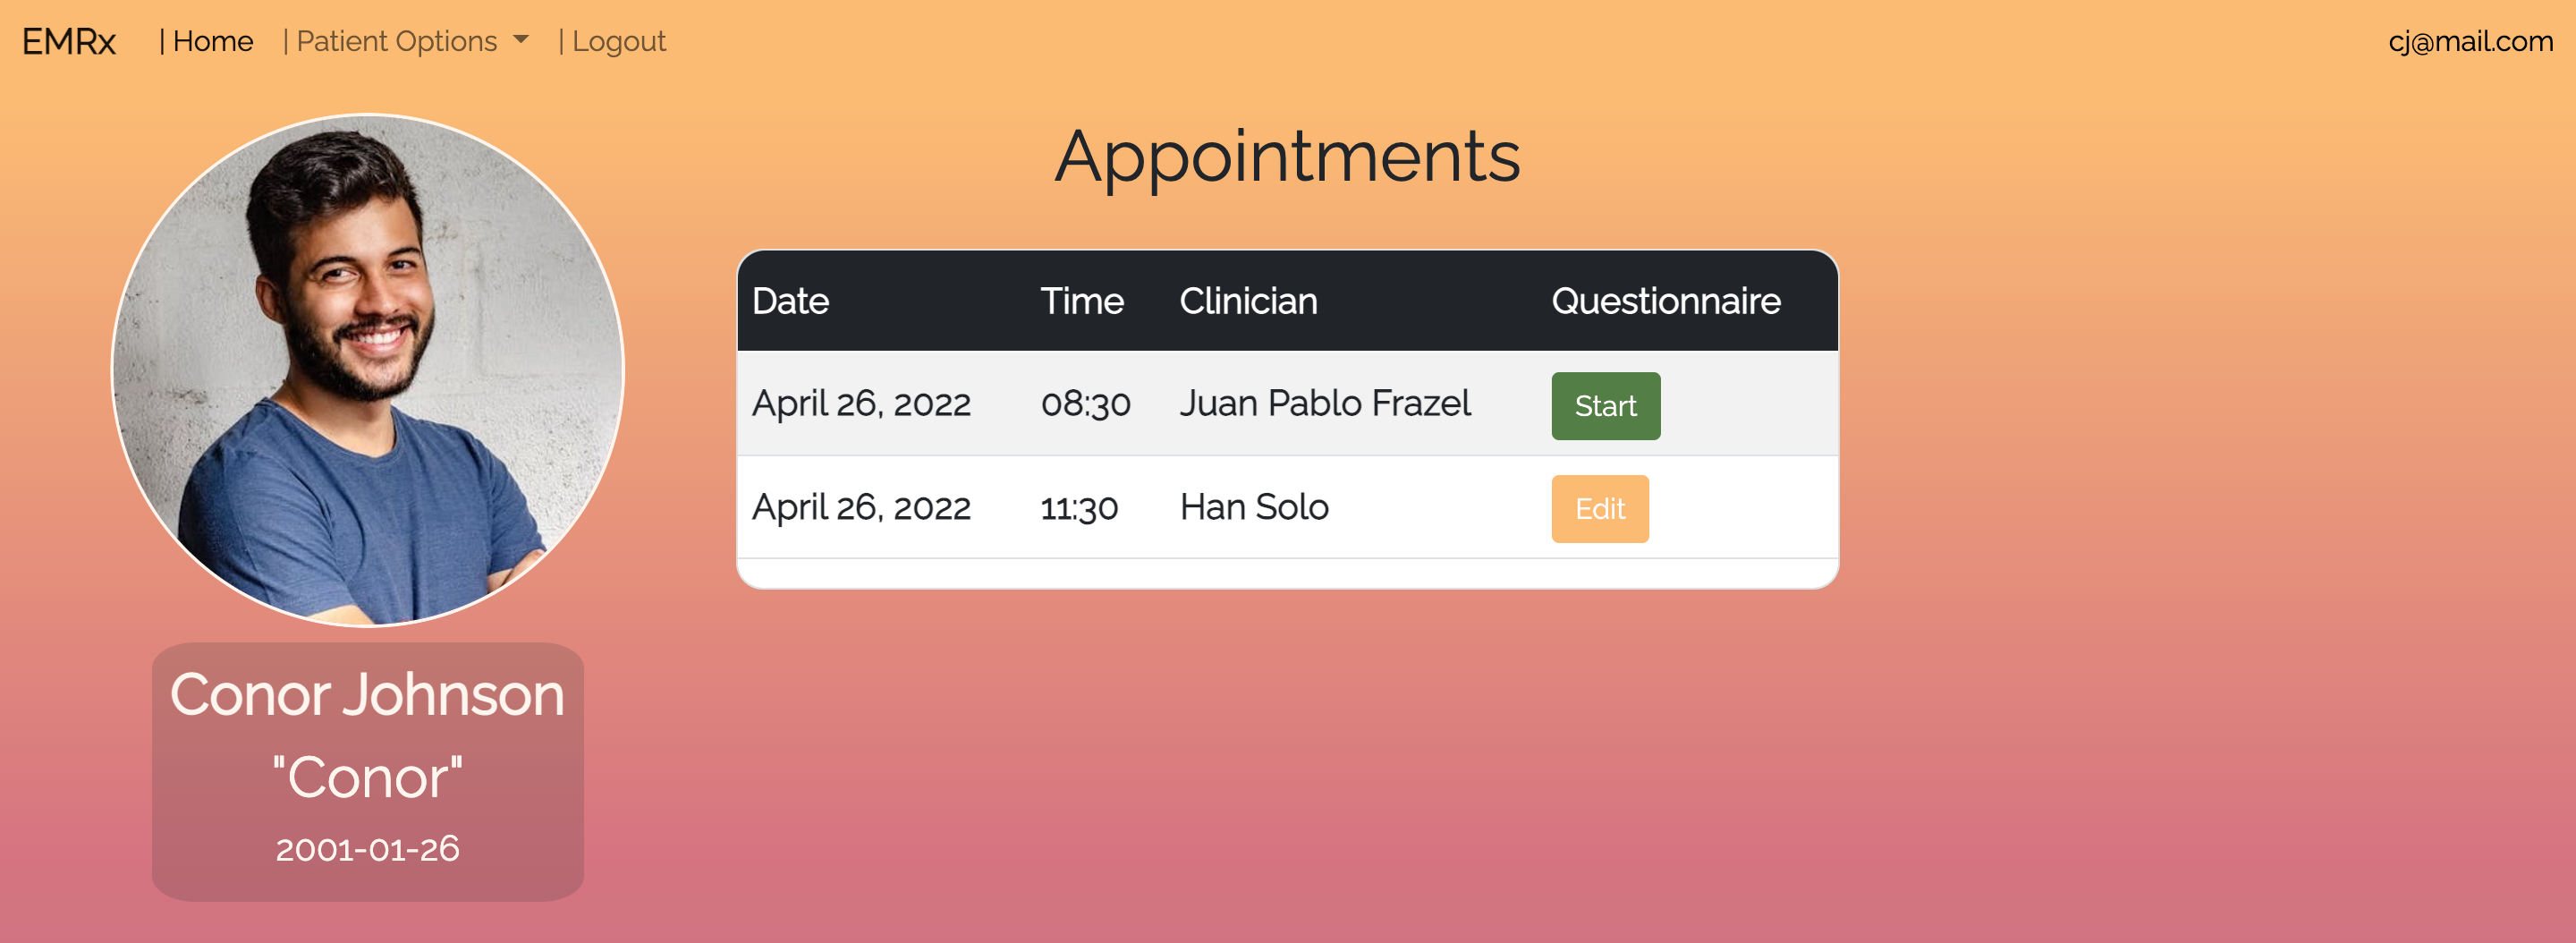 EMRx | Home | Patient Options | Logout cj@mail.com
Appointments
Date Time Clinician Questionnaire
April 26, 2022 08:30 Juan Pablo Frazel Start
April 26, 2022 11:30 Han Solo Edit
Conor Johnson
"Conor"
2001-01-26